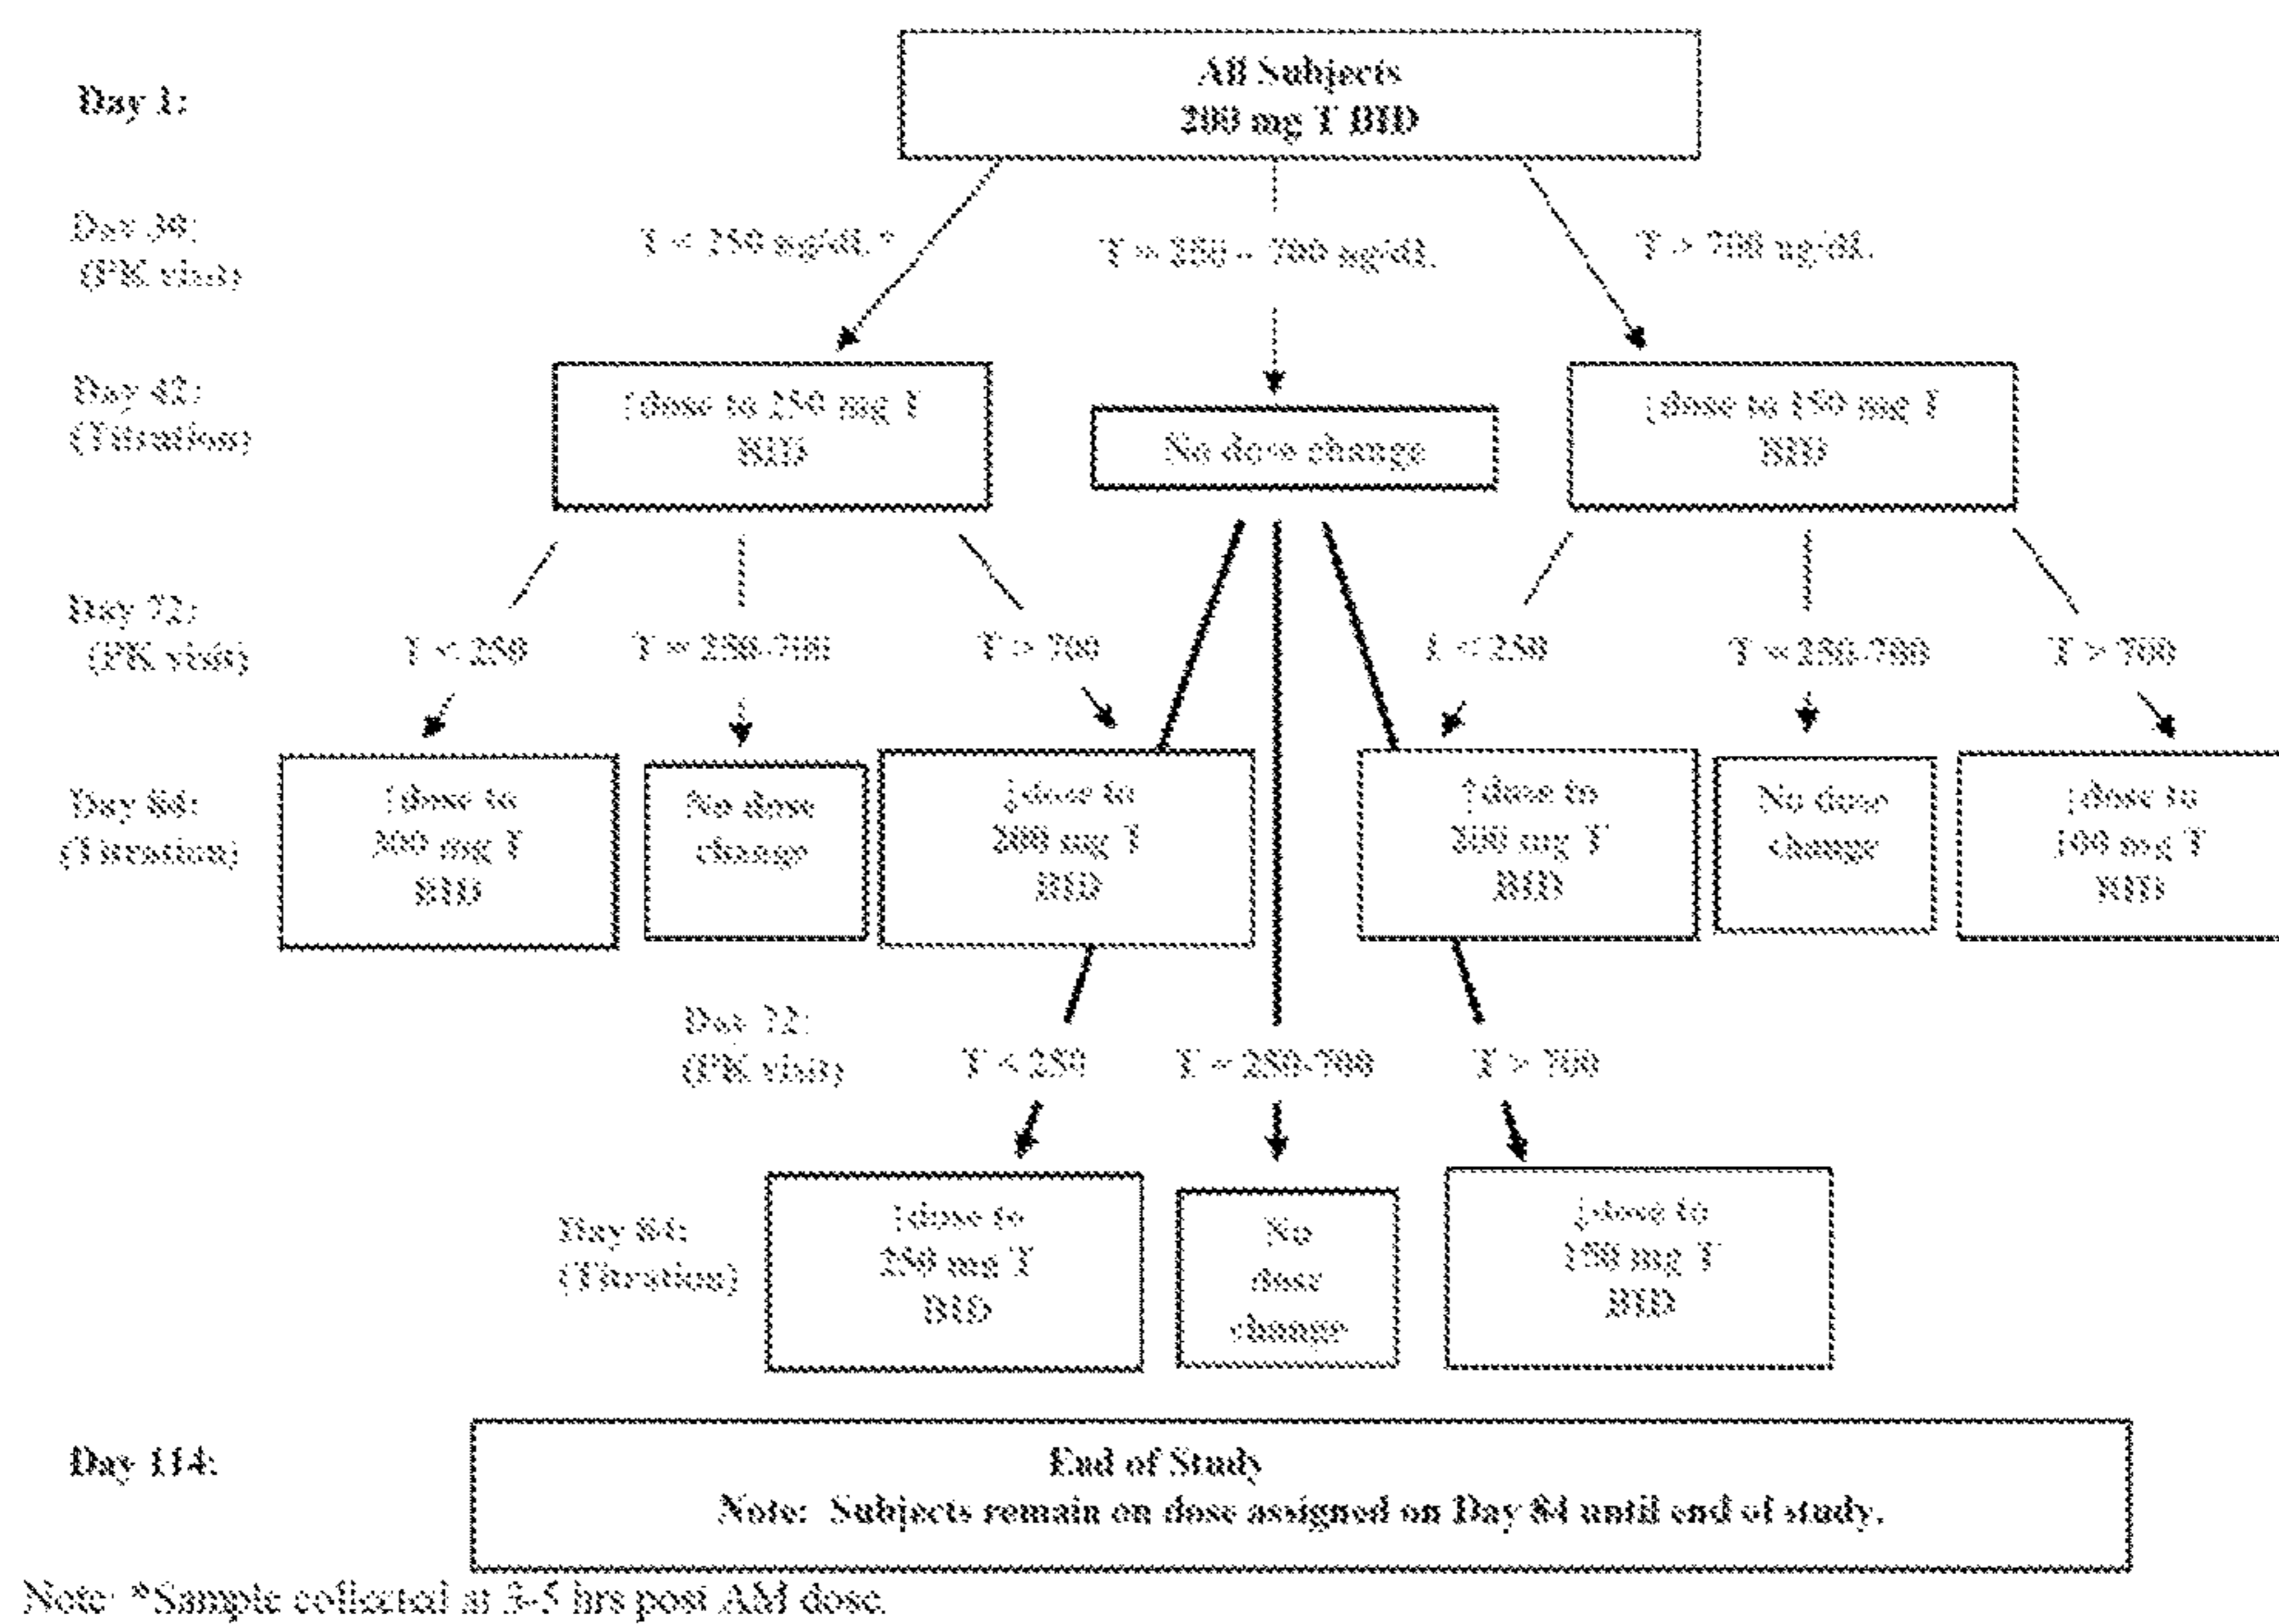 Day 1:
All Subjects
200 mg T BID
Day 30:
(PK visit)
T < 250 ng/dL *
T = 250 – 700 ng/dL
T > 700 ng/dL
Day 42:
(Titration)
↑dose to 250 mg T
BID
No dose change
↓dose to 150 mg T
BID
Day 72:
(PK visit)
T < 250
T = 250-700
T > 700
T < 250
T = 250-700
T > 700
Day 84:
(Titration)
↑dose to
300 mg T
BID
No dose
change
↓dose to
200 mg T
BID
↑dose to
200 mg T
BID
No dose
change
↓dose to
100 mg T
BID
Day 72:
(PK visit)
T < 250
T = 250-700
T > 700
Day 84:
(Titration)
↑dose to
250 mg T
BID
No
dose
change
↓dose to
150 mg T
BID
Day 114:
End of Study
Note: Subjects remain on dose assigned on Day 84 until end of study.
Note: *Sample collected at 3-5 hrs post AM dose.